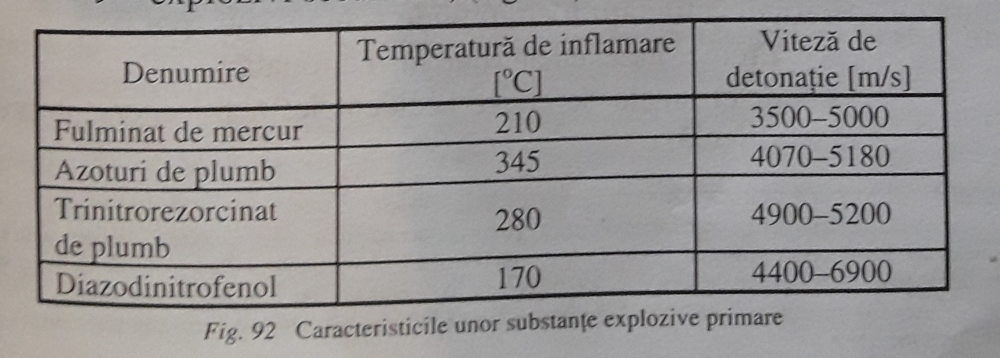 Denumire
Temperatură de inflamare
[°C]
Viteză de
detonație [m/s]
Fulminat de mercur
210
3500–5000
Azoturi de plumb
345
4070–5180
Trinitrorezorcinat
de plumb
280
4900–5200
Diazodinitrofenol
170
4400–6900
Fig. 92 Caracteristicile unor substanțe explozive primare